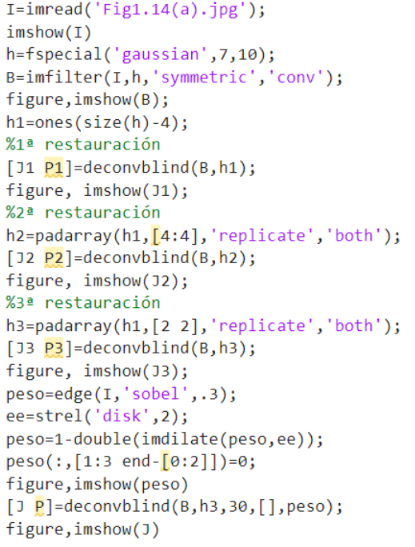 I=imread('Fig1.14(a).jpg');
imshow(I)
h=fspecial('gaussian',7,10);
B=imfilter(I,h,'symmetric','conv');
figure,imshow(B);
h1=ones(size(h)-4);
%1ª restauración
[J1 P1]=deconvblind(B,h1);
figure, imshow(J1);
%2ª restauración
h2=padarray(h1,[4:4],'replicate','both');
[J2 P2]=deconvblind(B,h2);
figure, imshow(J2);
%3ª restauración
h3=padarray(h1,[2 2],'replicate','both');
[J3 P3]=deconvblind(B,h3);
figure, imshow(J3);
peso=edge(I,'sobel',.3);
ee=strel('disk',2);
peso=1-double(imdilate(peso,ee));
peso(:,[1:3 end-[0:2]])=0;
figure,imshow(peso)
[J P]=deconvblind(B,h3,30,[],peso);
figure,imshow(J)